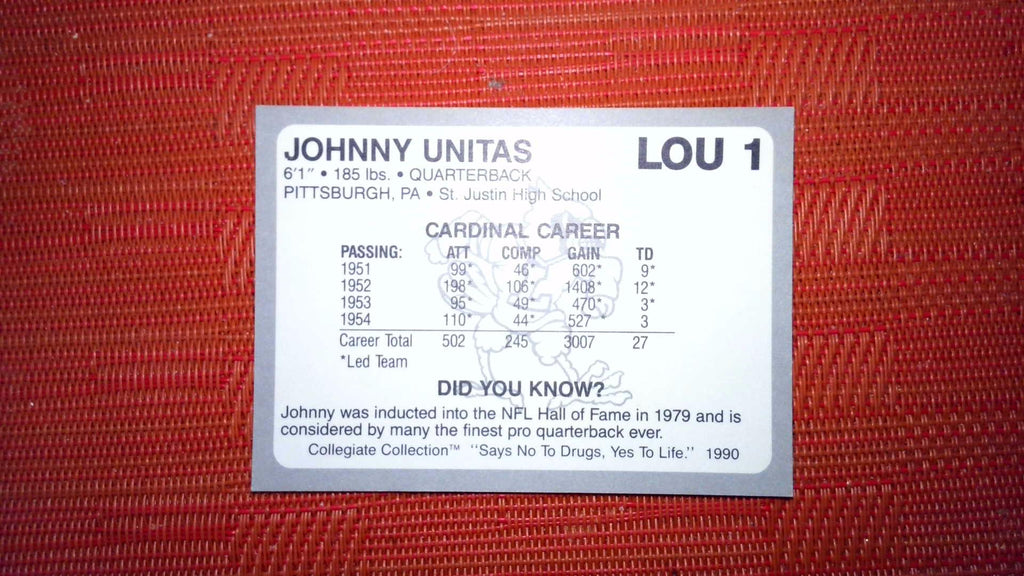 JOHNNY UNITAS LOU 1
6'1" • 185 lbs. • QUARTERBACK
PITTSBURGH, PA • St. Justin High School
CARDINAL CAREER
PASSING: ATT COMP GAIN TD
1951 99* 46* 602* 9*
1952 198* 106* 1408* 12*
1953 95* 49* 470* 3*
1954 110* 44* 527* 3
Career Total 502 245 3007 27
*Led Team
DID YOU KNOW?
Johnny was inducted into the NFL Hall of Fame in 1979 and is
considered by many the finest pro quarterback ever.
Collegiate Collection™ "Says No To Drugs, Yes To Life." 1990